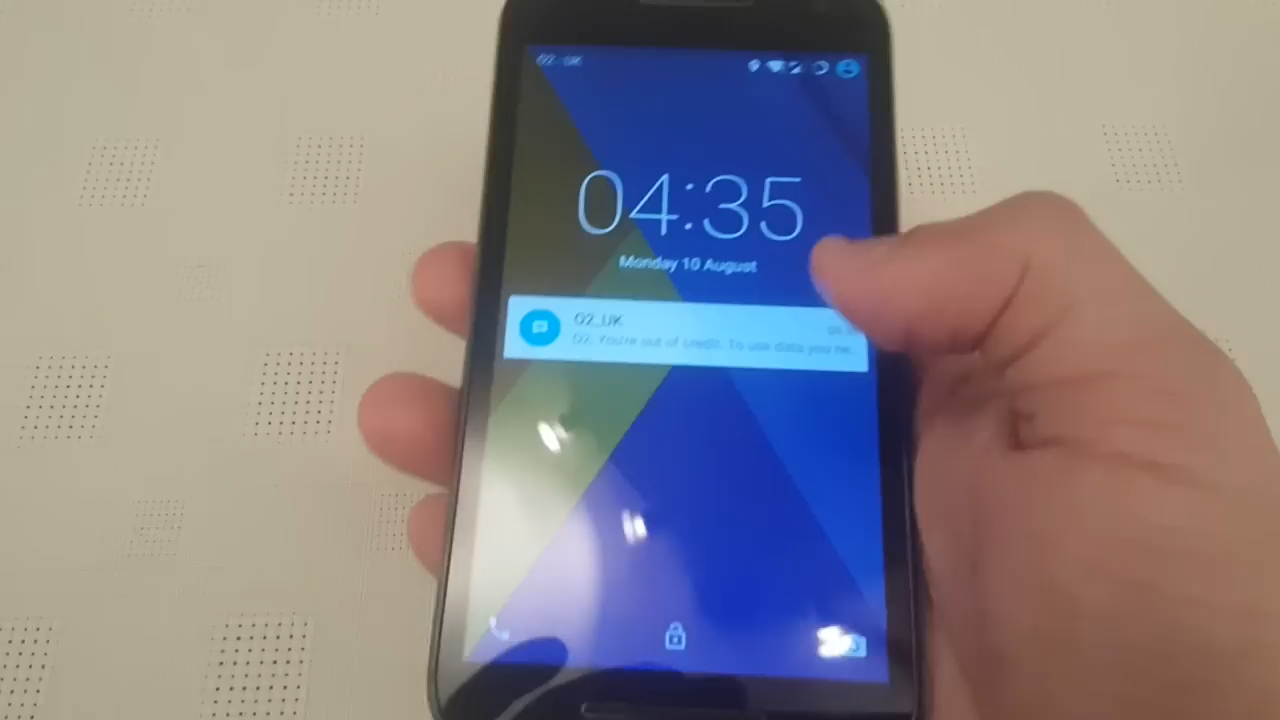 O2 - UK
04:35
Monday 10 August
O2_UK
O2: You're out of credit. To use data you ne...